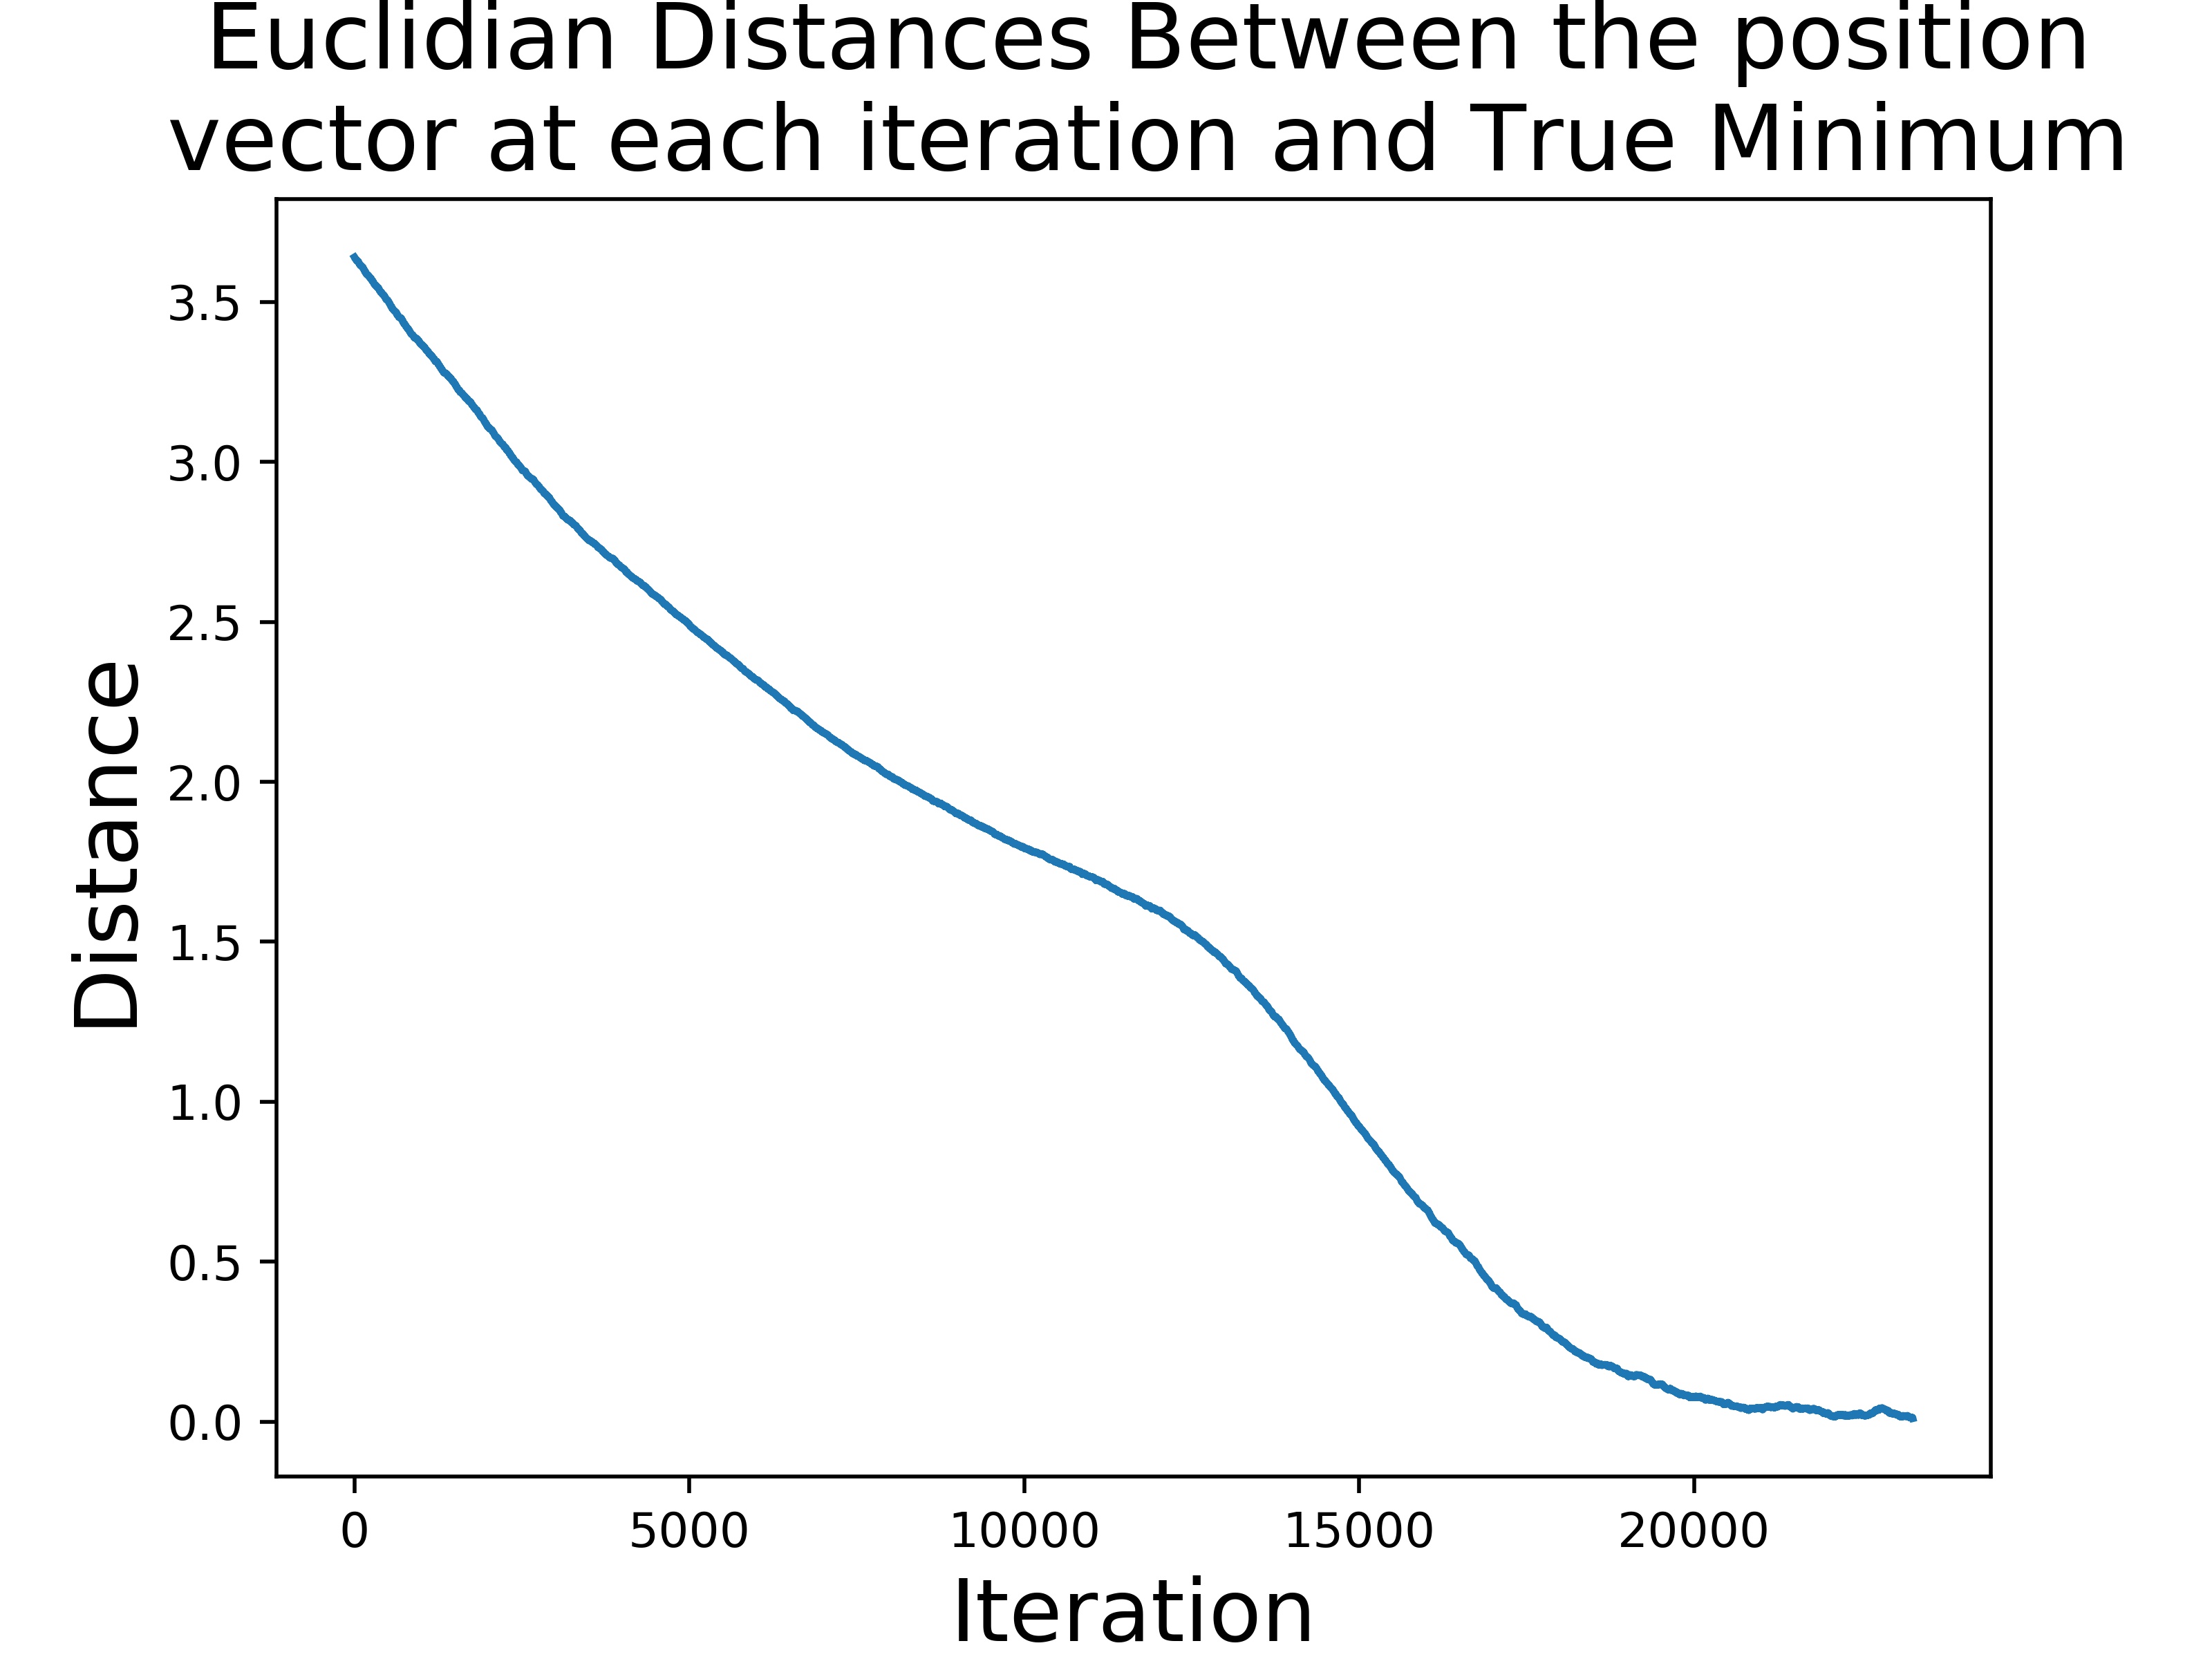 Euclidian Distances Between the position
vector at each iteration and True Minimum
3.5
3.0
2.5
2.0
1.5
1.0
0.5
0.0
Distance
0 5000 10000 15000 20000
Iteration